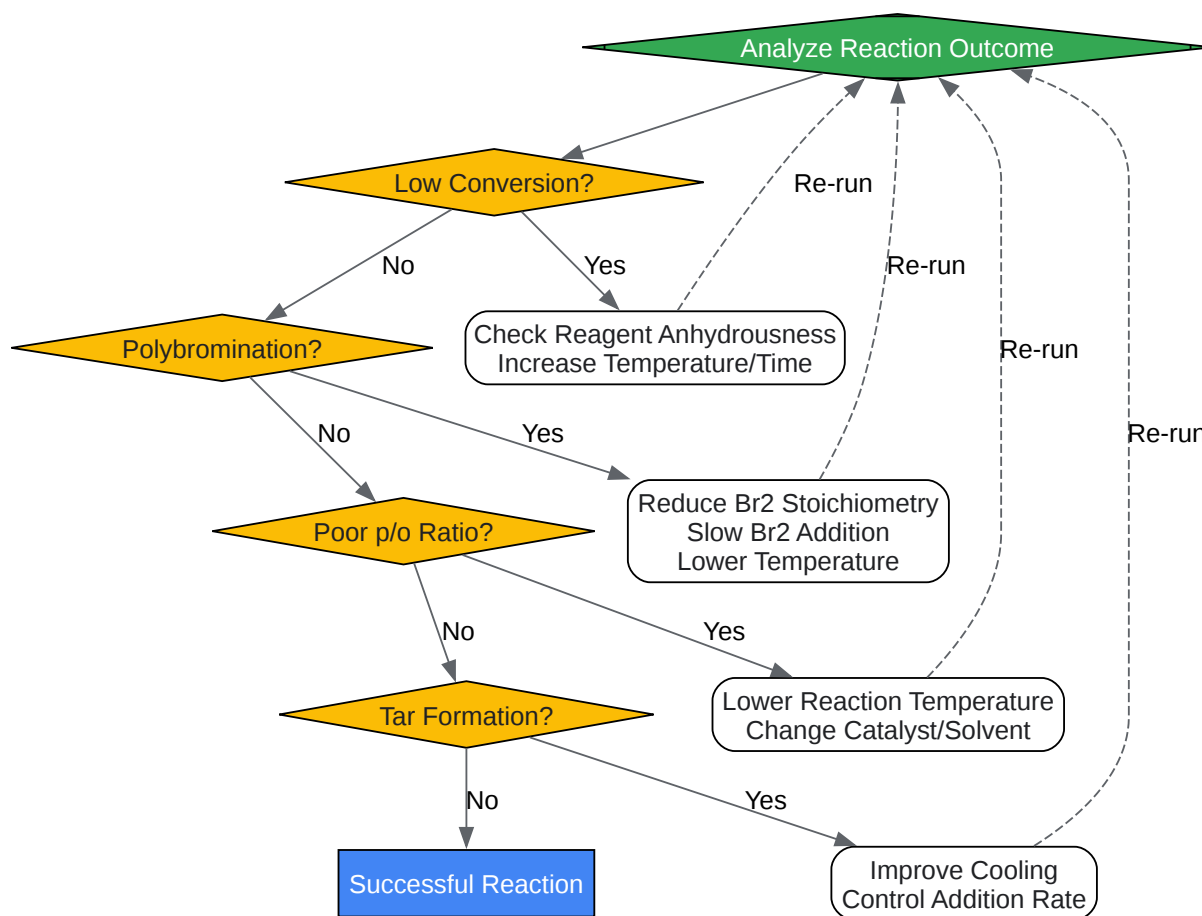 Analyze Reaction Outcome
Low Conversion?
Re-run
No
Yes
Re-run
Check Reagent Anhydrousness
Increase Temperature/Time
Polybromination?
Re-run
No
Yes
Re-run
Reduce Br2 Stoichiometry
Slow Br2 Addition
Lower Temperature
Poor p/o Ratio?
No
Yes
Lower Reaction Temperature
Change Catalyst/Solvent
Tar Formation?
No
Yes
Successful Reaction
Improve Cooling
Control Addition Rate